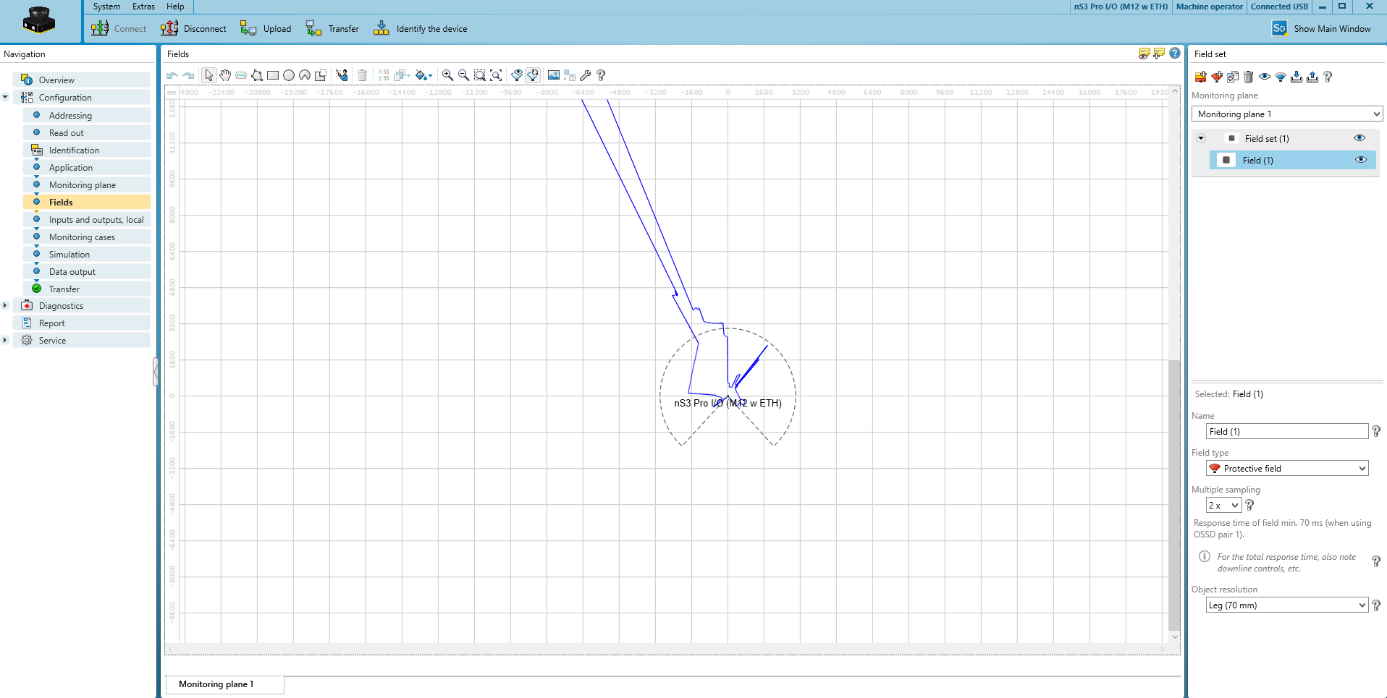 System Extras Help
nS3 Pro I/O (M12 w ETH) Machine operator Connected USB
Connect Disconnect Upload Transfer Identify the device
SD Show Main Window
Navigation
Overview
Configuration
Addressing
Read out
Identification
Application
Monitoring plane
Fields
Inputs and outputs, local
Monitoring cases
Simulation
Data output
Transfer
Diagnostics
Report
Service
Fields
mm -24000 -22400 -20800 -19200 -17600 -16000 -14400 -12800 -11200 -9600 -8000 -6400 -4800 -3200 -1600 0 1600 3200 4800 6400 8000 9600 11200 12800 14400 16000 17600 19200
11200
9600
8000
6400
4800
3200
1600
0
-1600
-3200
-4800
-6400
-8000
-9600
nS3 Pro I/O (M12 w ETH)
Monitoring plane 1
Field set
Monitoring plane
Monitoring plane 1
Field set (1)
Field (1)
Selected: Field (1)
Name
Field (1)
Field type
Protective field
Multiple sampling
2 x
Response time of field min. 70 ms (when using
OSSD pair 1).
For the total response time, also note
downline controls, etc.
Object resolution
Leg (70 mm)